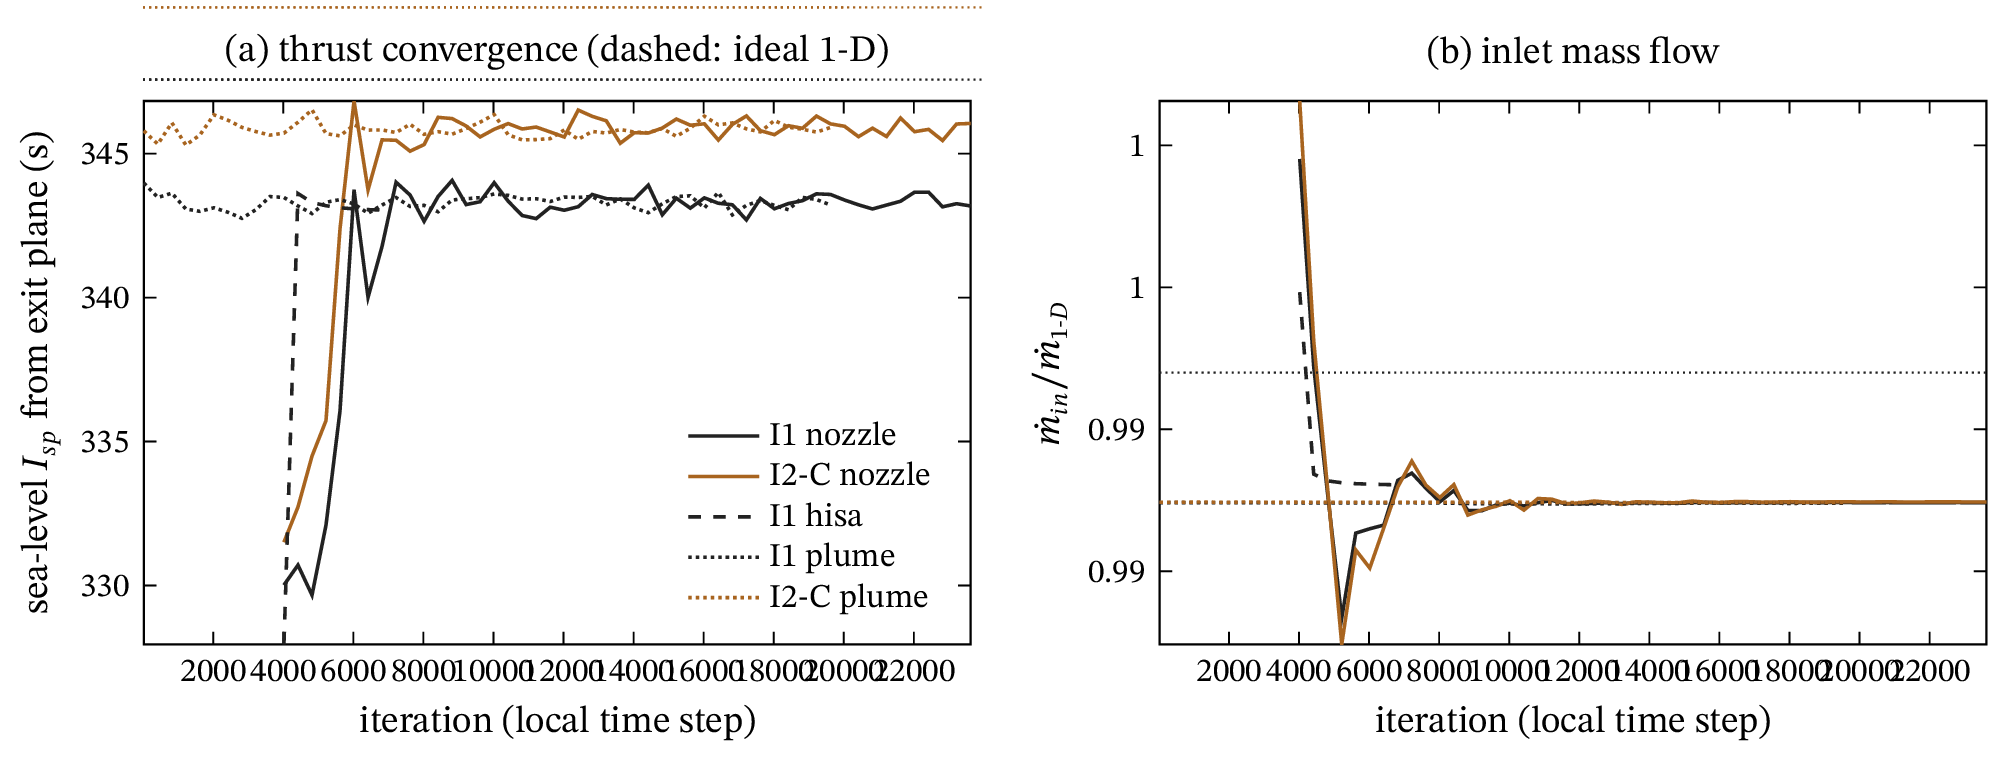 (a) thrust convergence (dashed: ideal 1-D)
sea-level I_sp from exit plane (s)
345
340
335
330
I1 nozzle
I2-C nozzle
I1 hisa
I1 plume
I2-C plume
2000 4000 6000 8000 10000 12000 14000 16000 18000 20000 22000
iteration (local time step)
(b) inlet mass flow
ṁ_in/ṁ_1-D
1
1
0.99
0.99
2000 4000 6000 8000 10000 12000 14000 16000 18000 20000 22000
iteration (local time step)